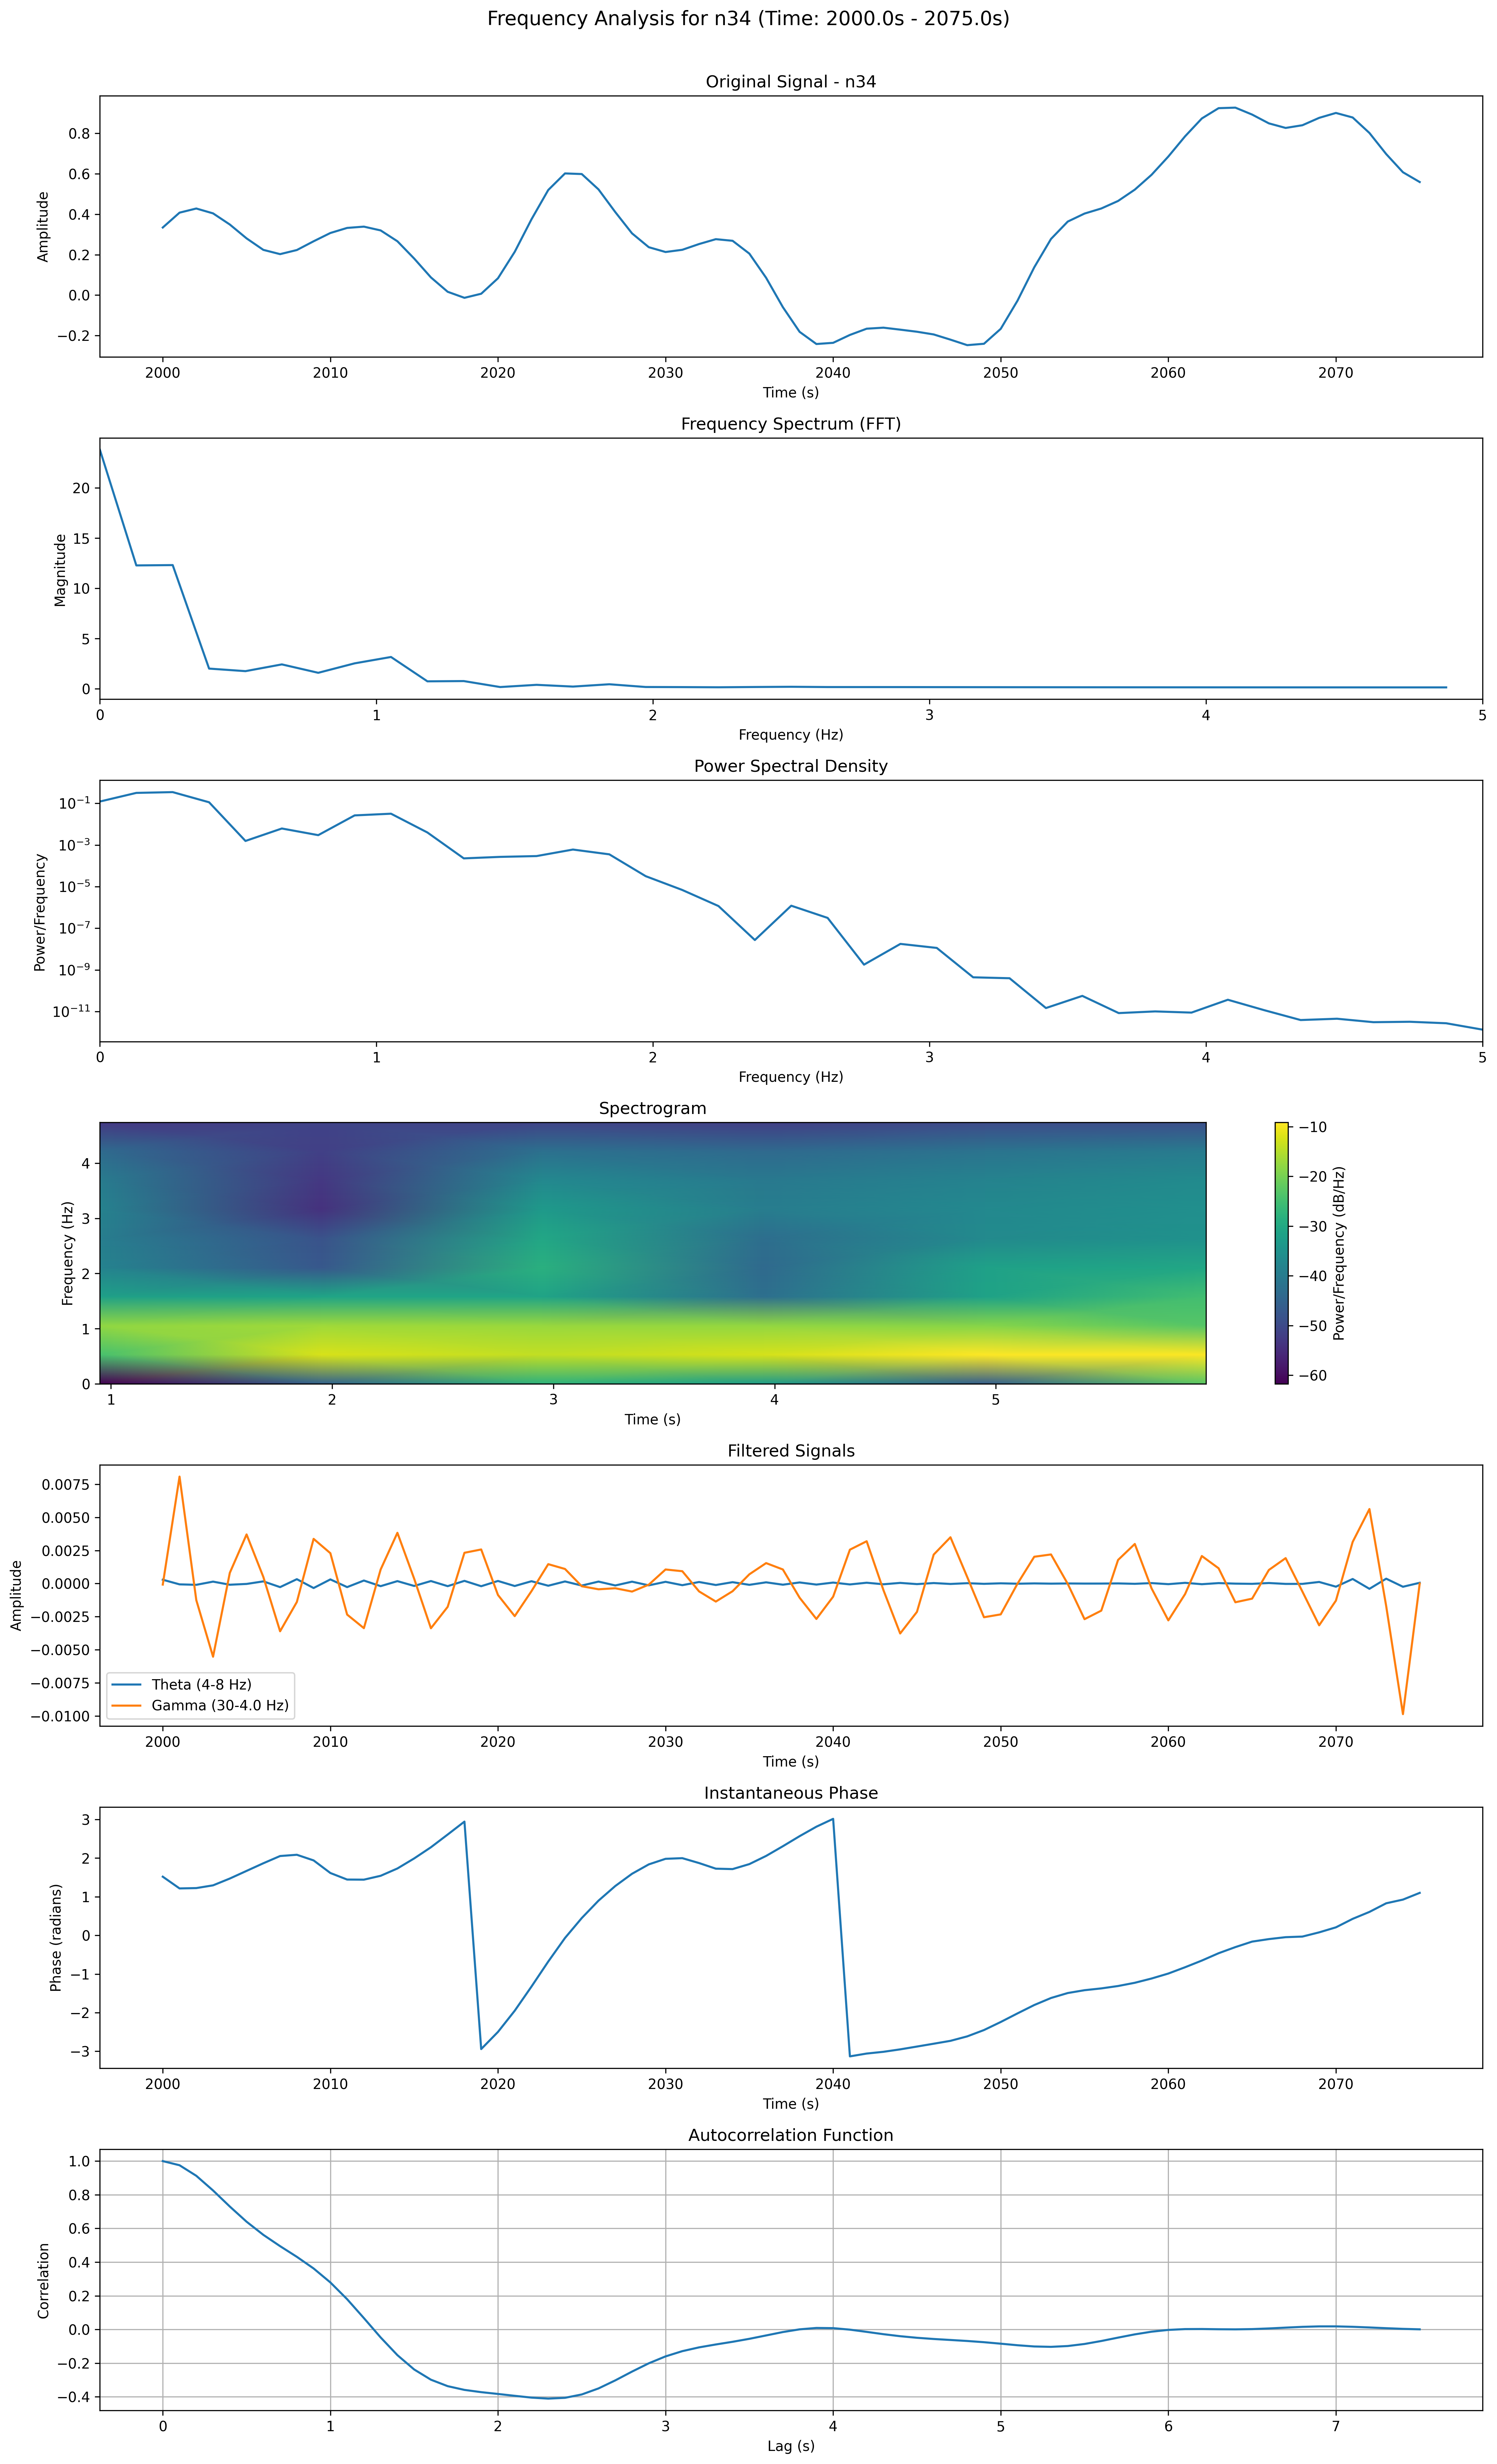 Frequency Analysis for n34 (Time: 2000.0s - 2075.0s)
Original Signal - n34
Amplitude
0.8
0.6
0.4
0.2
0.0
−0.2
2000 2010 2020 2030 2040 2050 2060 2070
Time (s)
Frequency Spectrum (FFT)
Magnitude
20
15
10
5
0
0 1 2 3 4 5
Frequency (Hz)
Power Spectral Density
Power/Frequency
10⁻¹
10⁻³
10⁻⁵
10⁻⁷
10⁻⁹
10⁻¹¹
0 1 2 3 4 5
Frequency (Hz)
Spectrogram
Frequency (Hz)
4
3
2
1
0
1 2 3 4 5
Time (s)
−10
−20
−30
−40
−50
−60
Power/Frequency (dB/Hz)
Filtered Signals
Amplitude
0.0075
0.0050
0.0025
0.0000
−0.0025
−0.0050
−0.0075
−0.0100
Theta (4-8 Hz)
Gamma (30-4.0 Hz)
2000 2010 2020 2030 2040 2050 2060 2070
Time (s)
Instantaneous Phase
Phase (radians)
3
2
1
0
−1
−2
−3
2000 2010 2020 2030 2040 2050 2060 2070
Time (s)
Autocorrelation Function
Correlation
1.0
0.8
0.6
0.4
0.2
0.0
−0.2
−0.4
0 1 2 3 4 5 6 7
Lag (s)